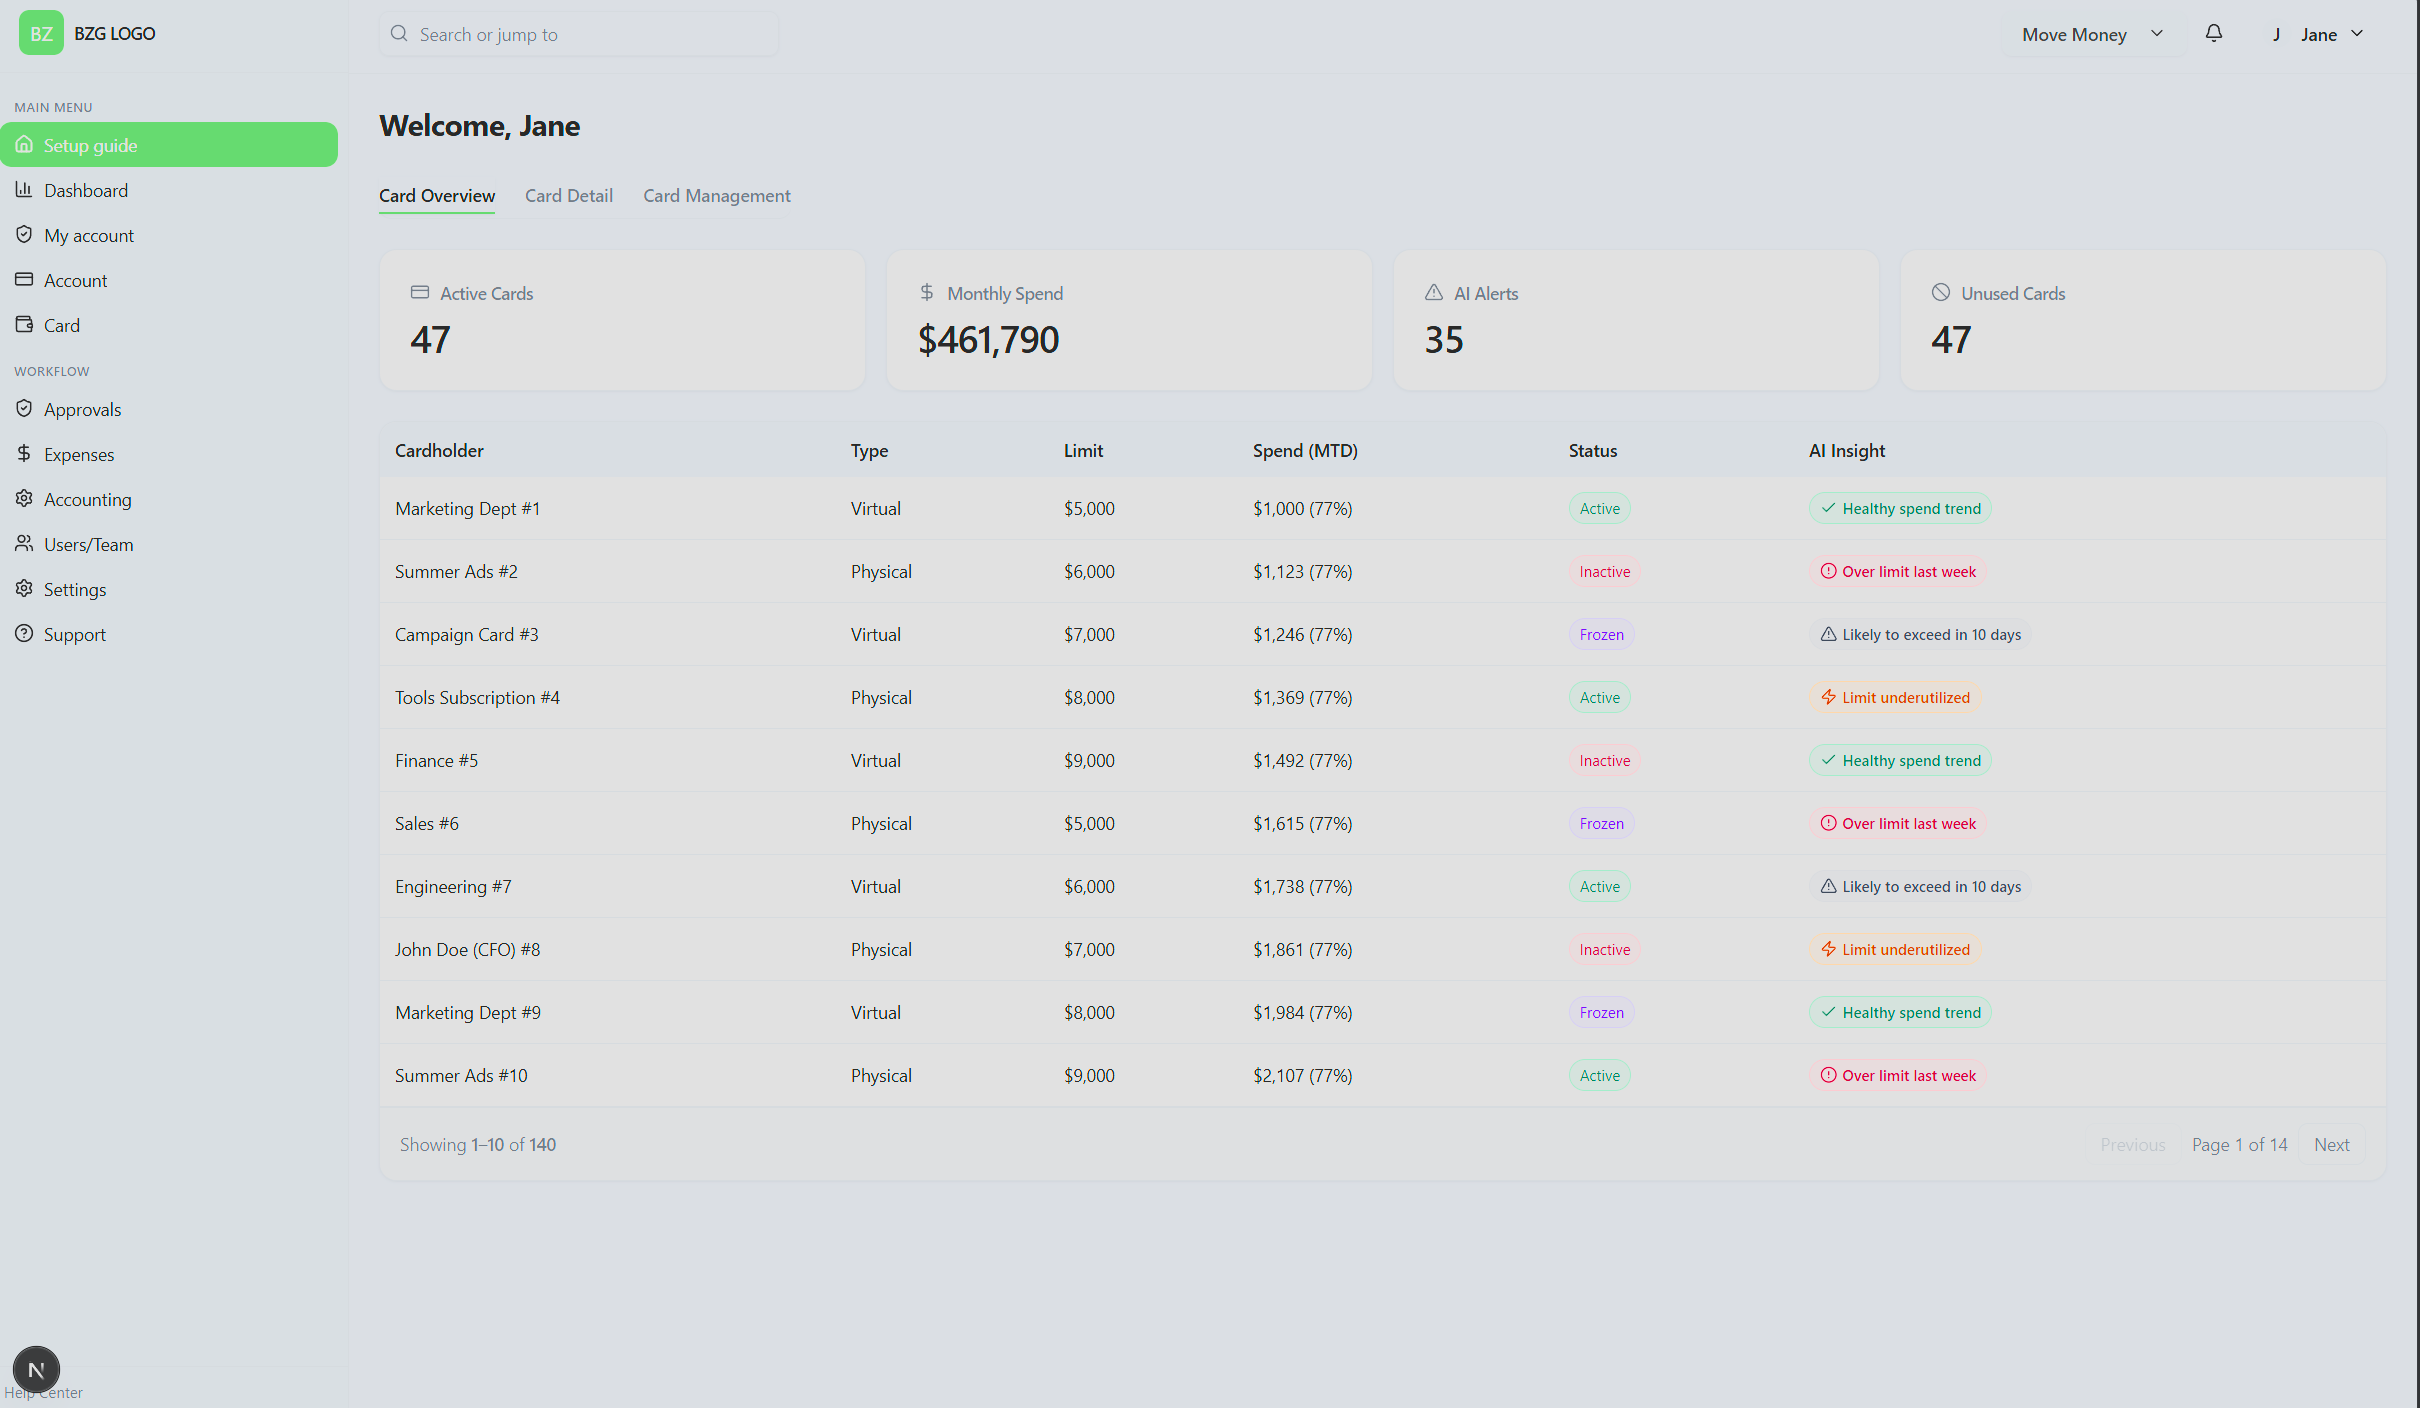 BZ BZG LOGO
Search or jump to
Move Money
J Jane
MAIN MENU
Setup guide
Dashboard
My account
Account
Card
WORKFLOW
Approvals
Expenses
Accounting
Users/Team
Settings
Support
N
Help Center
Welcome, Jane
Card Overview Card Detail Card Management
Active Cards
47
Monthly Spend
$461,790
AI Alerts
35
Unused Cards
47
Cardholder Type Limit Spend (MTD) Status AI Insight
Marketing Dept #1 Virtual $5,000 $1,000 (77%) Active Healthy spend trend
Summer Ads #2 Physical $6,000 $1,123 (77%) Inactive Over limit last week
Campaign Card #3 Virtual $7,000 $1,246 (77%) Frozen Likely to exceed in 10 days
Tools Subscription #4 Physical $8,000 $1,369 (77%) Active Limit underutilized
Finance #5 Virtual $9,000 $1,492 (77%) Inactive Healthy spend trend
Sales #6 Physical $5,000 $1,615 (77%) Frozen Over limit last week
Engineering #7 Virtual $6,000 $1,738 (77%) Active Likely to exceed in 10 days
John Doe (CFO) #8 Physical $7,000 $1,861 (77%) Inactive Limit underutilized
Marketing Dept #9 Virtual $8,000 $1,984 (77%) Frozen Healthy spend trend
Summer Ads #10 Physical $9,000 $2,107 (77%) Active Over limit last week
Showing 1–10 of 140
Previous Page 1 of 14 Next